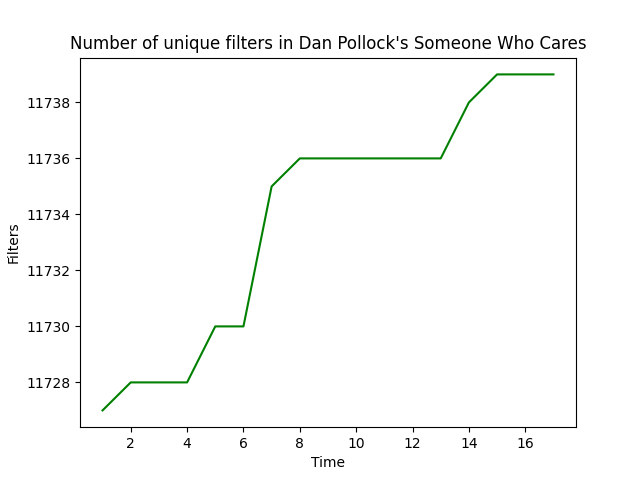 Number of unique filters in Dan Pollock's Someone Who Cares
11738
11736
11734
11732
11730
11728
Filters
2 4 6 8 10 12 14 16
Time